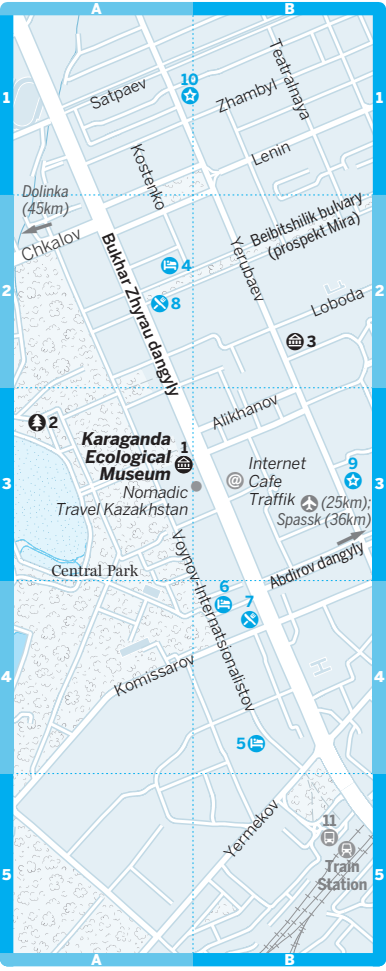 A
B
1
10
Satpaev
Zhambyl
Teatralnaya
1
Kostenko
Lenin
Dolinka
(45km)
Chkalov
Beibitshilik bulvary
(prospekt Mira)
Yerubaev
Bukhar Zhyrau dangyly
2
4
8
Loboda
2
3
Alikhanov
2
Karaganda
Ecological
Museum
1
Nomadic
Travel Kazakhstan
Internet
Cafe
Traffik
@
9
(25km);
Spassk (36km)
3
3
Abdirov dangyly
Central Park
Voynov-Internatsionalistov
6
7
4
4
Komissarov
5
Yermekov
11
Train
Station
5
5
A
B